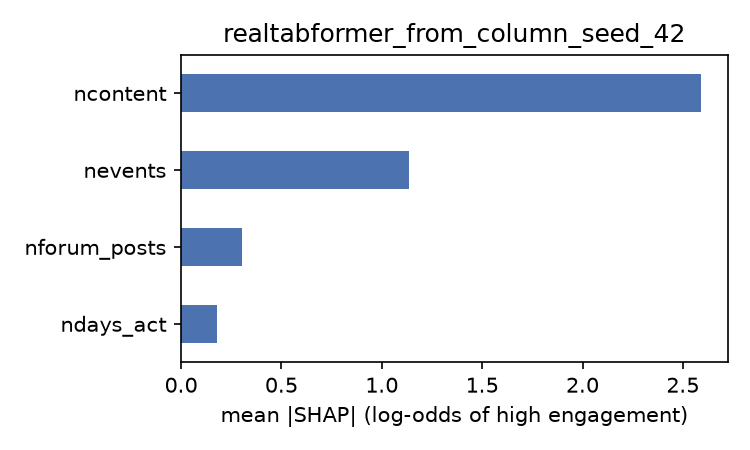 realtabformer_from_column_seed_42
ncontent
nevents
nforum_posts
ndays_act
0.0 0.5 1.0 1.5 2.0 2.5
mean |SHAP| (log-odds of high engagement)